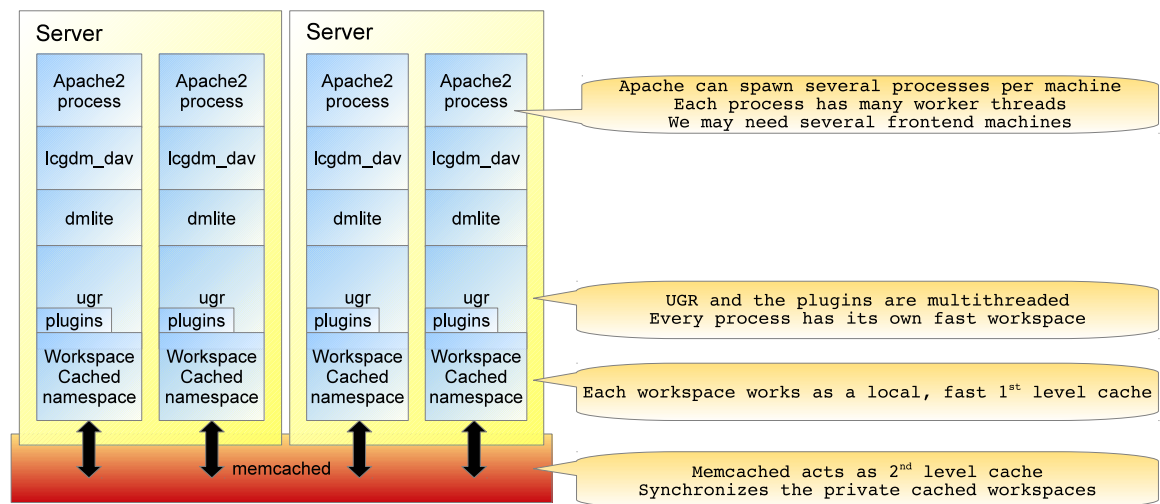 Server
Apache2
process
lcgdm_dav
dmlite
ugr
plugins
Workspace
Cached
namespace
Apache2
process
lcgdm_dav
dmlite
ugr
plugins
Workspace
Cached
namespace
Server
Apache2
process
lcgdm_dav
dmlite
ugr
plugins
Workspace
Cached
namespace
Apache2
process
lcgdm_dav
dmlite
ugr
plugins
Workspace
Cached
namespace
memcached
Apache can spawn several processes per machine
Each process has many worker threads
We may need several frontend machines
UGR and the plugins are multithreaded
Every process has its own fast workspace
Each workspace works as a local, fast 1st level cache
Memcached acts as 2nd level cache
Synchronizes the private cached workspaces